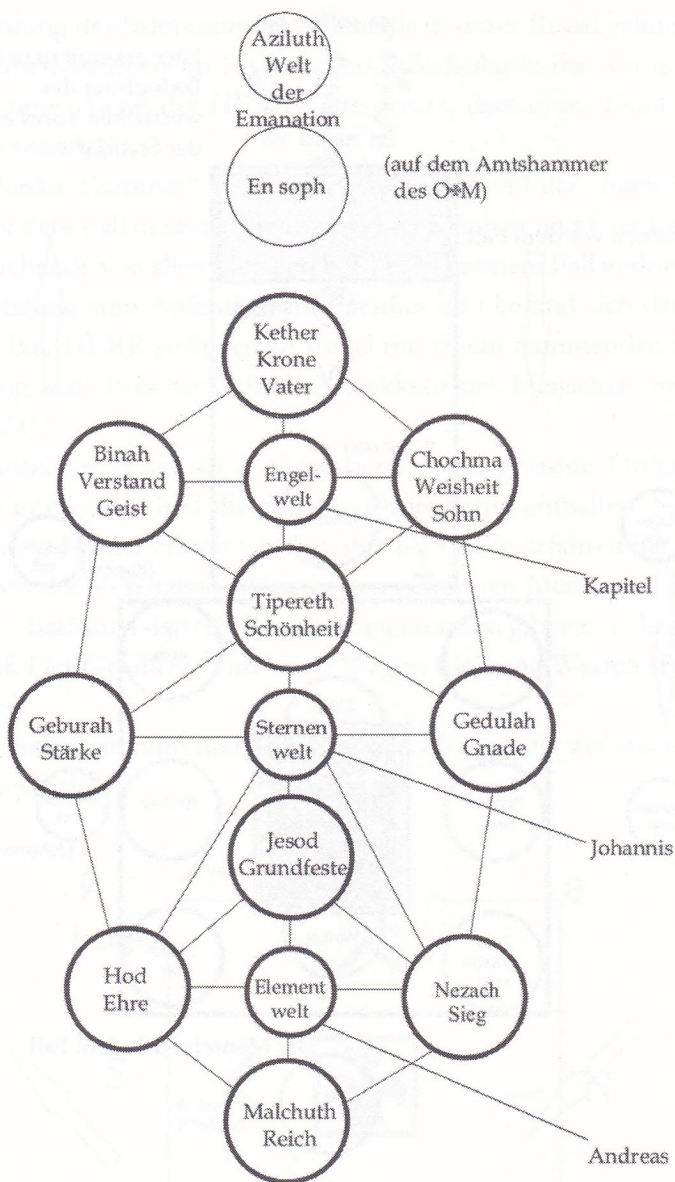 Aziluth
Welt
der
Emanation
En soph
(auf dem Amtshammer
des O*M)
Kether
Krone
Vater
Binah
Verstand
Geist
Engel-
welt
Chochma
Weisheit
Sohn
Kapitel
Tipereth
Schönheit
Geburah
Stärke
Sternen
welt
Gedulah
Gnade
Johannis
Jesod
Grundfeste
Hod
Ehre
Element
welt
Nezach
Sieg
Malchuth
Reich
Andreas